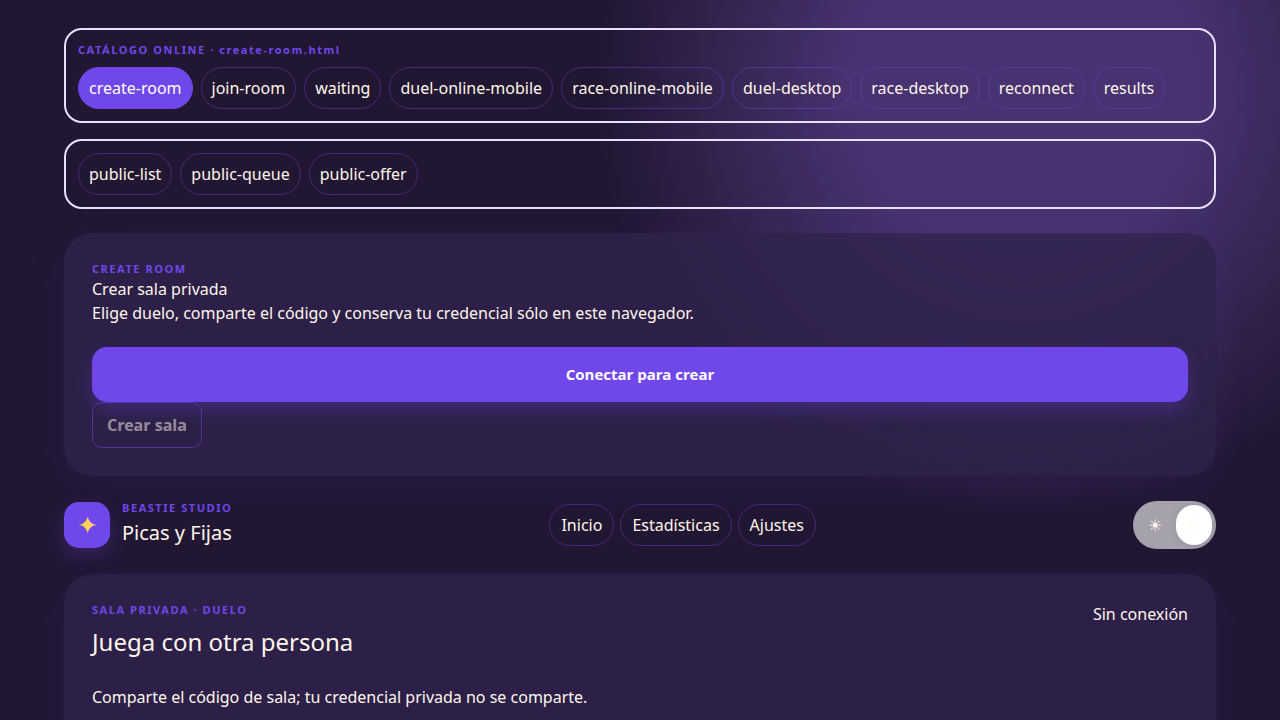 CATÁLOGO ONLINE · create-room.html
create-room join-room waiting duel-online-mobile race-online-mobile duel-desktop race-desktop reconnect results
public-list public-queue public-offer
CREATE ROOM
Crear sala privada
Elige duelo, comparte el código y conserva tu credencial sólo en este navegador.
Conectar para crear
Crear sala
BEASTIE STUDIO
Picas y Fijas
Inicio Estadísticas Ajustes
SALA PRIVADA · DUELO
Sin conexión
Juega con otra persona
Comparte el código de sala; tu credencial privada no se comparte.